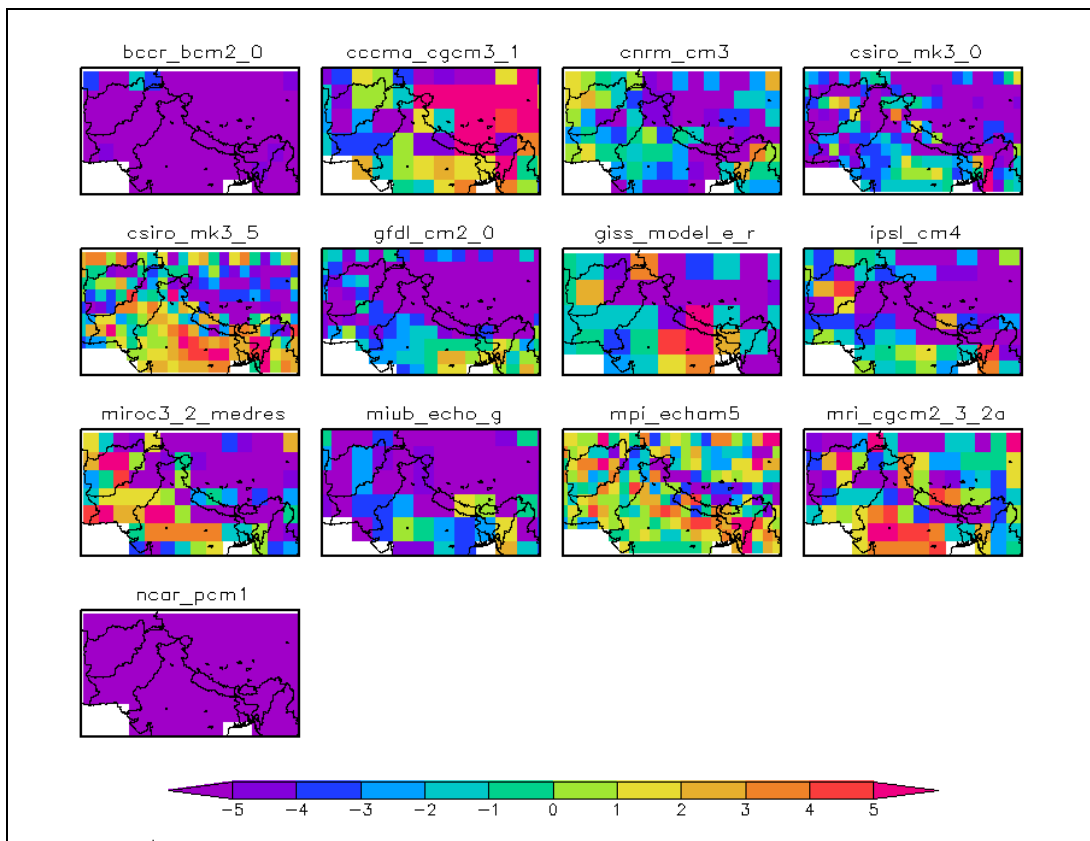 bccr_bcm2_0 cccma_cgcm3_1 cnrm_cm3 csiro_mk3_0
csiro_mk3_5 gfdl_cm2_0 giss_model_e_r ipsl_cm4
miroc3_2_medres miub_echo_g mpi_echam5 mri_cgcm2_3_2a
ncar_pcm1
-5 -4 -3 -2 -1 0 1 2 3 4 5